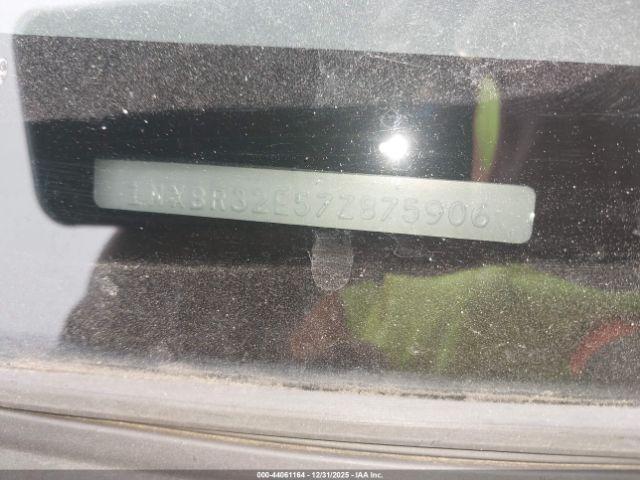 1NXBR32E57Z875906
000-44061164 - 12/31/2025 - IAA Inc.